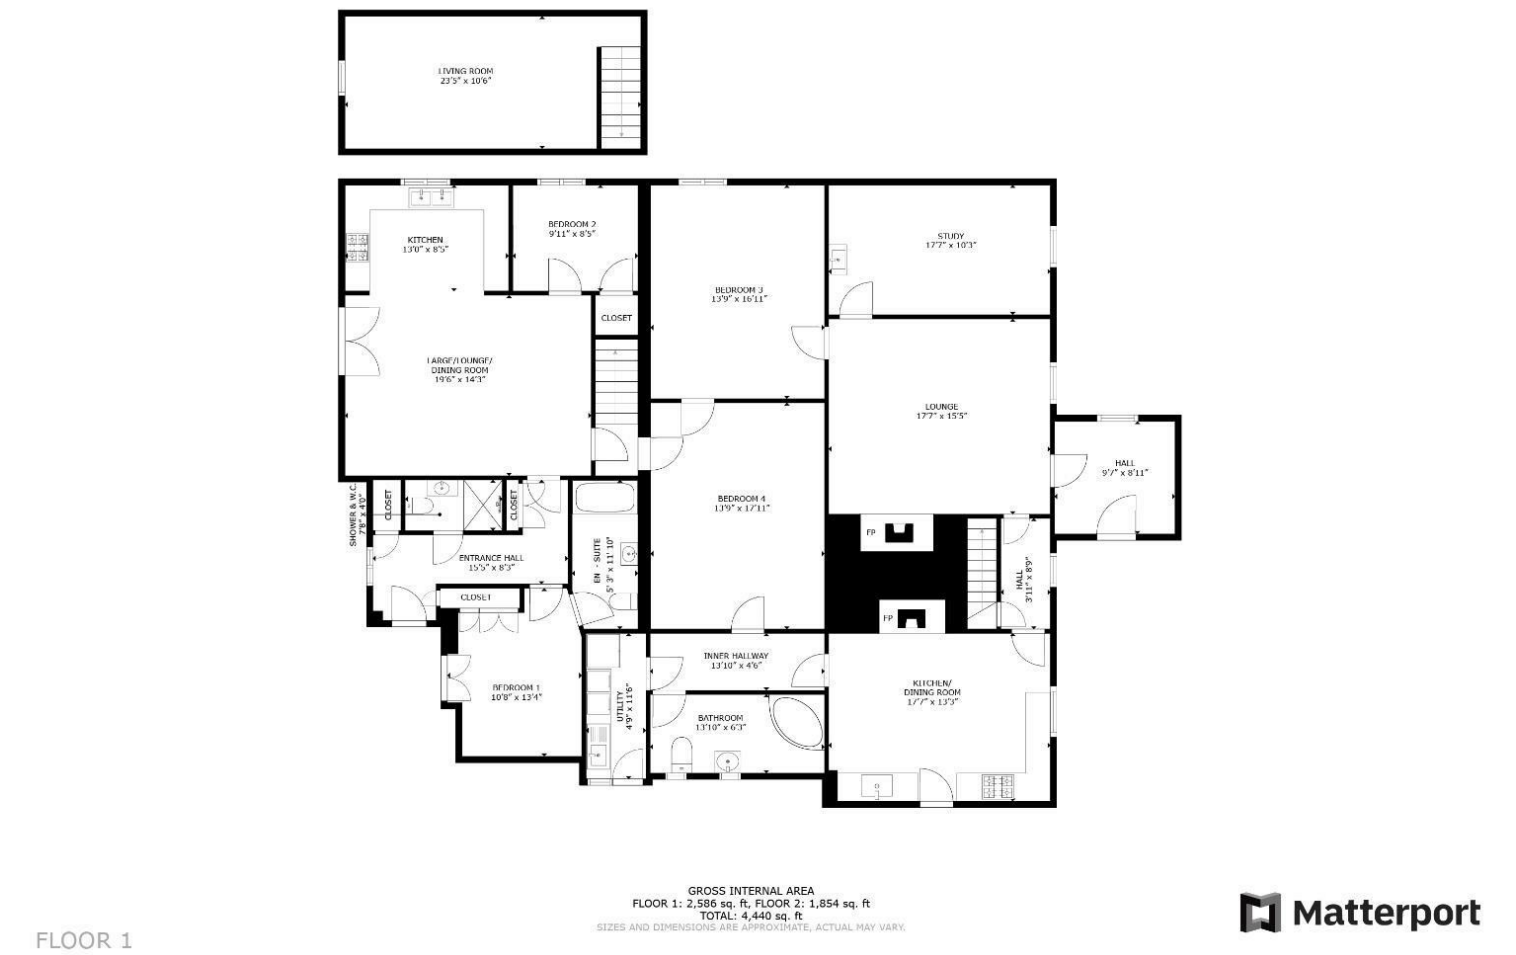 LIVING ROOM
23'5" x 10'6"
KITCHEN
13'0" x 8'5"
BEDROOM 2
9'11" x 8'5"
BEDROOM 3
13'9" x 16'11"
STUDY
17'7" x 10'3"
CLOSET
LARGE/LOUNGE/
DINING ROOM
19'6" x 14'3"
LOUNGE
17'7" x 15'5"
HALL
9'7" x 8'11"
SHOWER & W.C.
7'8" x 4'0"
CLOSET
CLOSET
BEDROOM 4
13'9" x 17'11"
FP
ENTRANCE HALL
15'5" x 8'3"
EN - SUITE
5' 3" x 11' 10"
HALL
3'11" x 8'9"
CLOSET
FP
BEDROOM 1
10'8" x 13'4"
UTILITY
4'9" x 11'6"
INNER HALLWAY
13'10" x 4'6"
BATHROOM
13'10" x 6'3"
KITCHEN/
DINING ROOM
17'7" x 13'3"
GROSS INTERNAL AREA
FLOOR 1: 2,586 sq. ft, FLOOR 2: 1,854 sq. ft
TOTAL: 4,440 sq. ft
SIZES AND DIMENSIONS ARE APPROXIMATE, ACTUAL MAY VARY.
FLOOR 1
Matterport